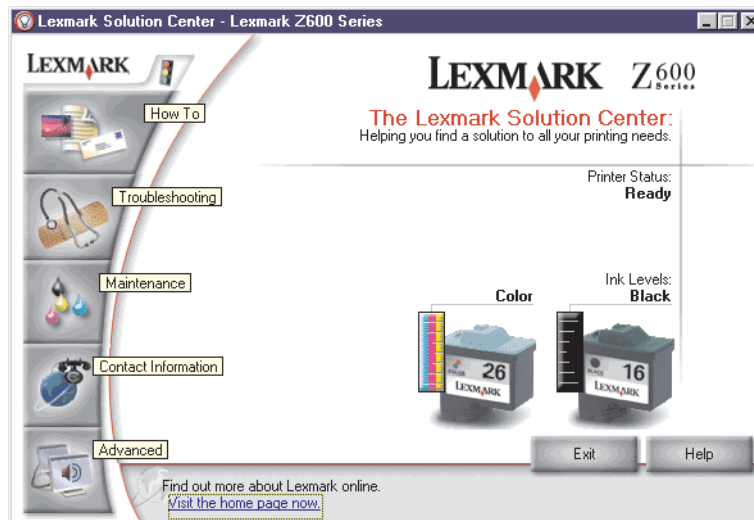 Lexmark Solution Center - Lexmark Z600 Series
LEXMARK
How To
Troubleshooting
Maintenance
Contact Information
Advanced
LEXMARK Z600 Series
The Lexmark Solution Center:
Helping you find a solution to all your printing needs.
Printer Status:
Ready
Ink Levels:
Color
Black
COLOR 26
LEXMARK
BLACK 16
LEXMARK
Exit
Help
Find out more about Lexmark online.
Visit the home page now.